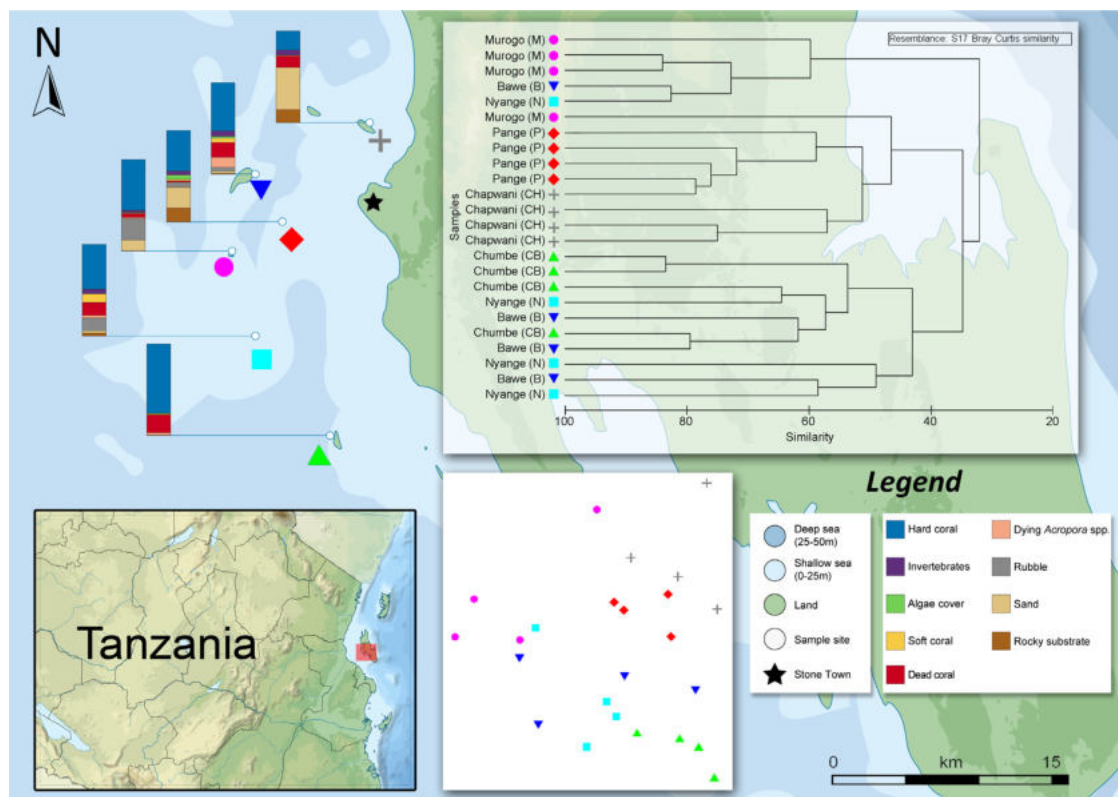 N
Resemblance: S17 Bray Curtis similarity
Murogo (M)
Murogo (M)
Murogo (M)
Bawe (B)
Nyange (N)
Murogo (M)
Pange (P)
Pange (P)
Pange (P)
Pange (P)
Chapwani (CH)
Chapwani (CH)
Chapwani (CH)
Chapwani (CH)
Chumbe (CB)
Chumbe (CB)
Chumbe (CB)
Nyange (N)
Bawe (B)
Chumbe (CB)
Bawe (B)
Nyange (N)
Bawe (B)
Nyange (N)
Samples
100 80 60 40 20
Similarity
Tanzania
Legend
Deep sea
(25-50m)
Shallow sea
(0-25m)
Land
Sample site
Stone Town
Hard coral
Invertebrates
Algae cover
Soft coral
Dead coral
Dying Acropora spp.
Rubble
Sand
Rocky substrate
0 km 15